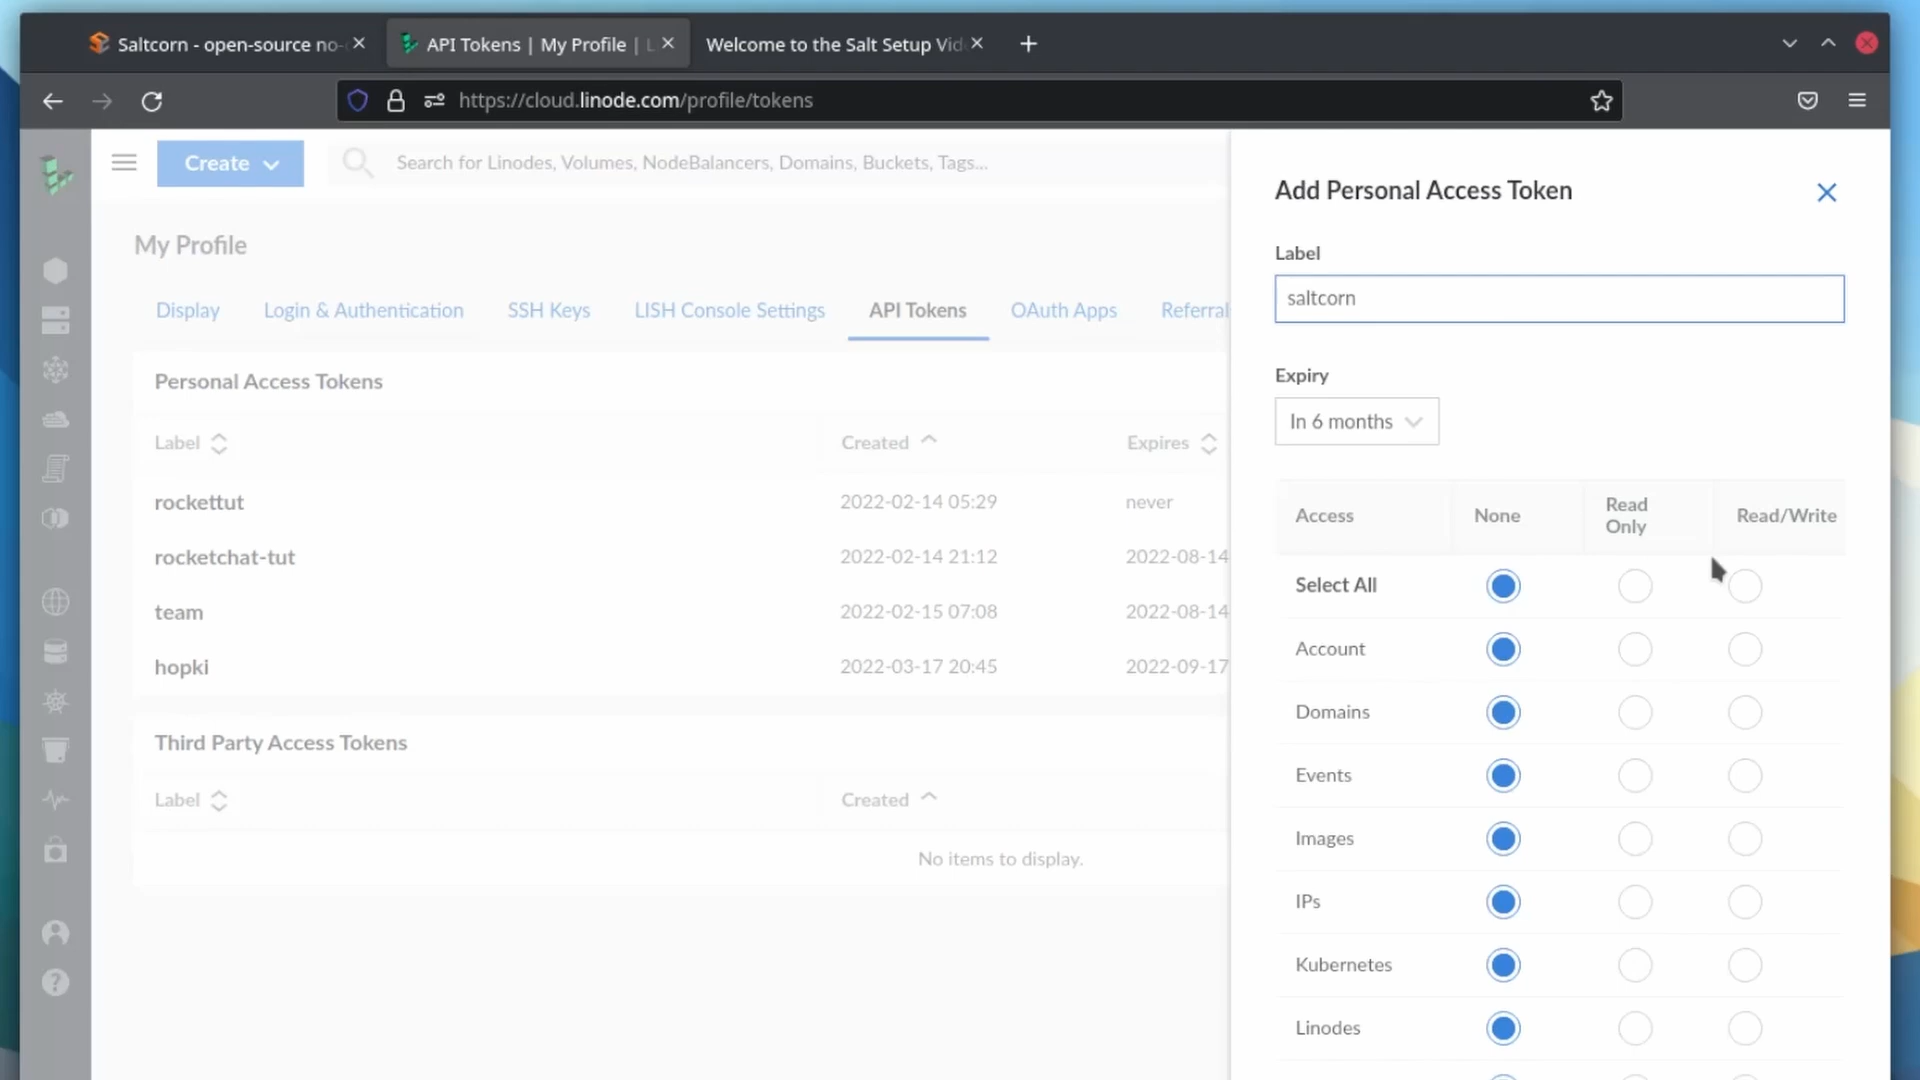 Saltcorn - open-source no-
API Tokens | My Profile | L
Welcome to the Salt Setup Vid
https://cloud.linode.com/profile/tokens
Create
Search for Linodes, Volumes, NodeBalancers, Domains, Buckets, Tags...
My Profile
Display
Login & Authentication
SSH Keys
LISH Console Settings
API Tokens
OAuth Apps
Referral
Personal Access Tokens
Label
Created
Expires
rockettut
2022-02-14 05:29
never
rocketchat-tut
2022-02-14 21:12
2022-08-14
team
2022-02-15 07:08
2022-08-14
hopki
2022-03-17 20:45
2022-09-17
Third Party Access Tokens
Label
Created
No items to display.
Add Personal Access Token
Label
saltcorn
Expiry
In 6 months
Access
None
Read
Only
Read/Write
Select All
Account
Domains
Events
Images
IPs
Kubernetes
Linodes